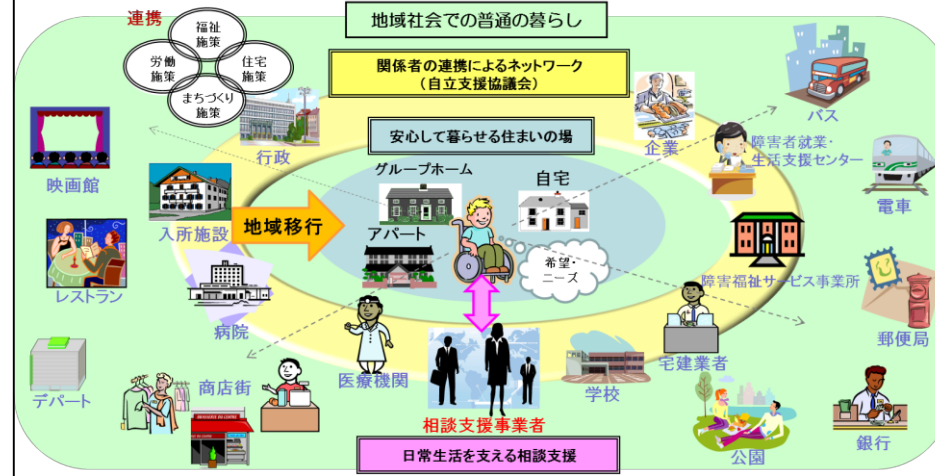 連携
福祉
施策
労働
施策
住宅
施策
まちづくり
施策
地域社会での普通の暮らし
関係者の連携によるネットワーク
(自立支援協議会)
安心して暮らせる住まいの場
行政
企業
バス
障害者就業・
生活支援センター
映画館
グループホーム
自宅
電車
入所施設
地域移行
アパート
希望・
ニーズ
障害福祉サービス事業所
レストラン
病院
郵便局
宅建業者
医療機関
学校
デパート
商店街
相談支援事業者
公園
銀行
日常生活を支える相談支援